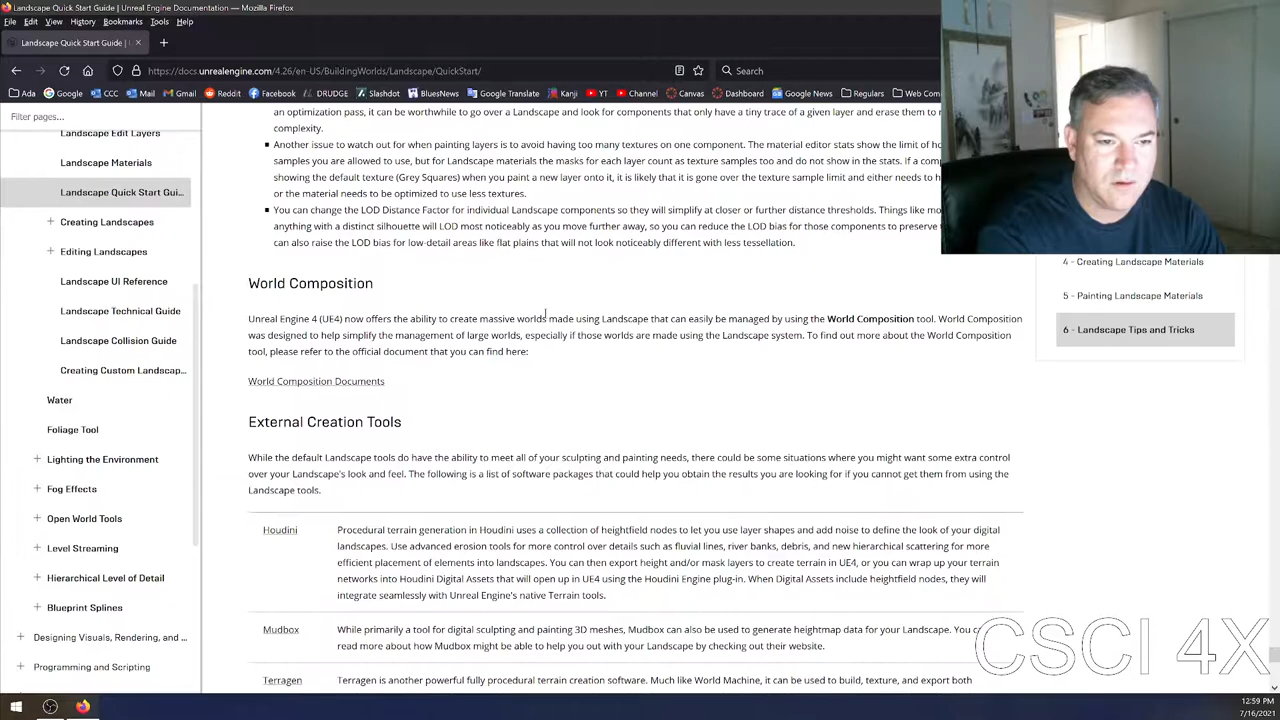 Landscape Quick Start Guide | Unreal Engine Documentation — Mozilla Firefox
File Edit View History Bookmarks Tools Help
Landscape Quick Start Guide |
https://docs.unrealengine.com/4.26/en-US/BuildingWorlds/Landscape/QuickStart/
Search
Ada Google CCC Mail Gmail Reddit Facebook DRUDGE Slashdot BluesNews Google Translate Kanji YT Channel Canvas Dashboard Google News Regulars Web Com
Filter pages...
Landscape Edit Layers
Landscape Materials
Landscape Quick Start Gui...
Creating Landscapes
Editing Landscapes
Landscape UI Reference
Landscape Technical Guide
Landscape Collision Guide
Creating Custom Landscap...
Water
Foliage Tool
Lighting the Environment
Fog Effects
Open World Tools
Level Streaming
Hierarchical Level of Detail
Blueprint Splines
Designing Visuals, Rendering, and ...
Programming and Scripting
an optimization pass, it can be worthwhile to go over a Landscape and look for components that only have a tiny trace of a given layer and erase them to
complexity.
Another issue to watch out for when painting layers is to avoid having too many textures on one component. The material editor stats show the limit of
samples you are allowed to use, but for Landscape materials the masks for each layer count as texture samples too and do not show in the stats. If a
showing the default texture (Grey Squares) when you paint a new layer onto it, it is likely that it is gone over the texture sample limit and either needs to
or the material needs to be optimized to use less textures.
You can change the LOD Distance Factor for individual Landscape components so they will simplify at closer or further distance thresholds. Things like
anything with a distinct silhouette will LOD most noticeably as you move further away, so you can reduce the LOD bias for those components to preserve
can also raise the LOD bias for low-detail areas like flat plains that will not look noticeably different with less tessellation.
World Composition
Unreal Engine 4 (UE4) now offers the ability to create massive worlds made using Landscape that can easily be managed by using the World Composition tool. World Composition
was designed to help simplify the management of large worlds, especially if those worlds are made using the Landscape system. To find out more about the World Composition
tool, please refer to the official document that you can find here:
World Composition Documents
External Creation Tools
While the default Landscape tools do have the ability to meet all of your sculpting and painting needs, there could be some situations where you might want some extra control
over your Landscape's look and feel. The following is a list of software packages that could help you obtain the results you are looking for if you cannot get them from using the
Landscape tools.
Houdini
Procedural terrain generation in Houdini uses a collection of heightfield nodes to let you use layer shapes and add noise to define the look of your digital
landscapes. Use advanced erosion tools for more control over details such as fluvial lines, river banks, debris, and new hierarchical scattering for more
efficient placement of elements into landscapes. You can then export height and/or mask layers to create terrain in UE4, or you can wrap up your terrain
networks into Houdini Digital Assets that will open up in UE4 using the Houdini Engine plug-in. When Digital Assets include heightfield nodes, they will
integrate seamlessly with Unreal Engine's native Terrain tools.
Mudbox
While primarily a tool for digital sculpting and painting 3D meshes, Mudbox can also be used to generate heightmap data for your Landscape. You
read more about how Mudbox might be able to help you out with your Landscape by checking out their website.
Terragen
Terragen is another powerful fully procedural terrain creation software. Much like World Machine, it can be used to build, texture, and export both
4 - Creating Landscape Materials
5 - Painting Landscape Materials
6 - Landscape Tips and Tricks
CSCI 4X
12:59 PM
7/16/2021